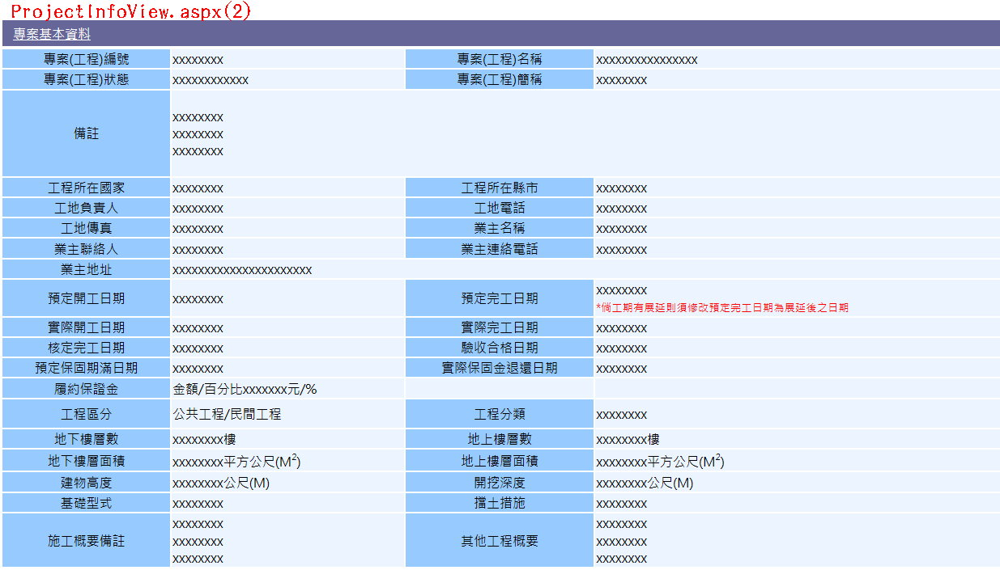 ProjectInfoView.aspx(2)
專案基本資料
專案(工程)編號 xxxxxxxx 專案(工程)名稱 xxxxxxxxxxxxxxxx
專案(工程)狀態 xxxxxxxxxxxx 專案(工程)簡稱 xxxxxxxx
備註
xxxxxxxx
xxxxxxxx
xxxxxxxx
工程所在國家 xxxxxxxx 工程所在縣市 xxxxxxxx
工地負責人 xxxxxxxx 工地電話 xxxxxxxx
工地傳真 xxxxxxxx 業主名稱 xxxxxxxx
業主聯絡人 xxxxxxxx 業主連絡電話 xxxxxxxx
業主地址 xxxxxxxxxxxxxxxxxxxxxx
預定開工日期 xxxxxxxx 預定完工日期 xxxxxxxx
*倘工期有展延則須修改預定完工日期為展延後之日期
實際開工日期 xxxxxxxx 實際完工日期 xxxxxxxx
核定完工日期 xxxxxxxx 驗收合格日期 xxxxxxxx
預定保固期滿日期 xxxxxxxx 實際保固金退還日期 xxxxxxxx
履約保證金 金額/百分比xxxxxxx元/%
工程區分 公共工程/民間工程 工程分類 xxxxxxxx
地下樓層數 xxxxxxxx樓 地上樓層數 xxxxxxxx樓
地下樓層面積 xxxxxxxx平方公尺(M²) 地上樓層面積 xxxxxxxx平方公尺(M²)
建物高度 xxxxxxxx公尺(M) 開挖深度 xxxxxxxx公尺(M)
基礎型式 xxxxxxxx 擋土措施 xxxxxxxx
施工概要備註
xxxxxxxx
xxxxxxxx
xxxxxxxx
其他工程概要
xxxxxxxx
xxxxxxxx
xxxxxxxx